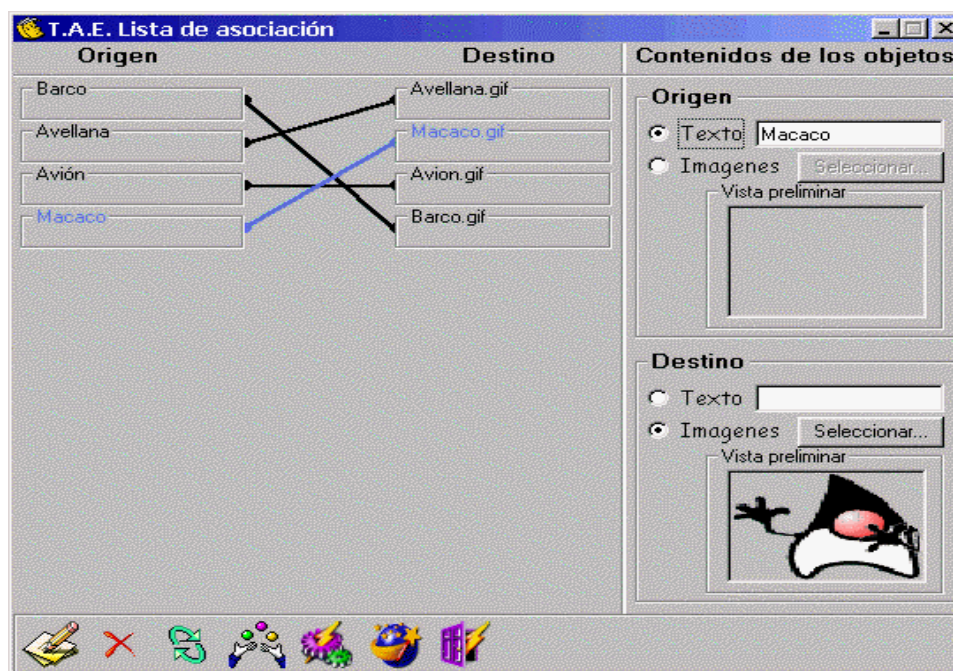 T.A.E. Lista de asociación
Origen
Destino
Contenidos de los objetos
Barco
Avellana
Avión
Macaco
Avellana.gif
Macaco.gif
Avion.gif
Barco.gif
Origen
Texto Macaco
Imagenes Seleccionar...
Vista preliminar
Destino
Texto
Imagenes Seleccionar...
Vista preliminar